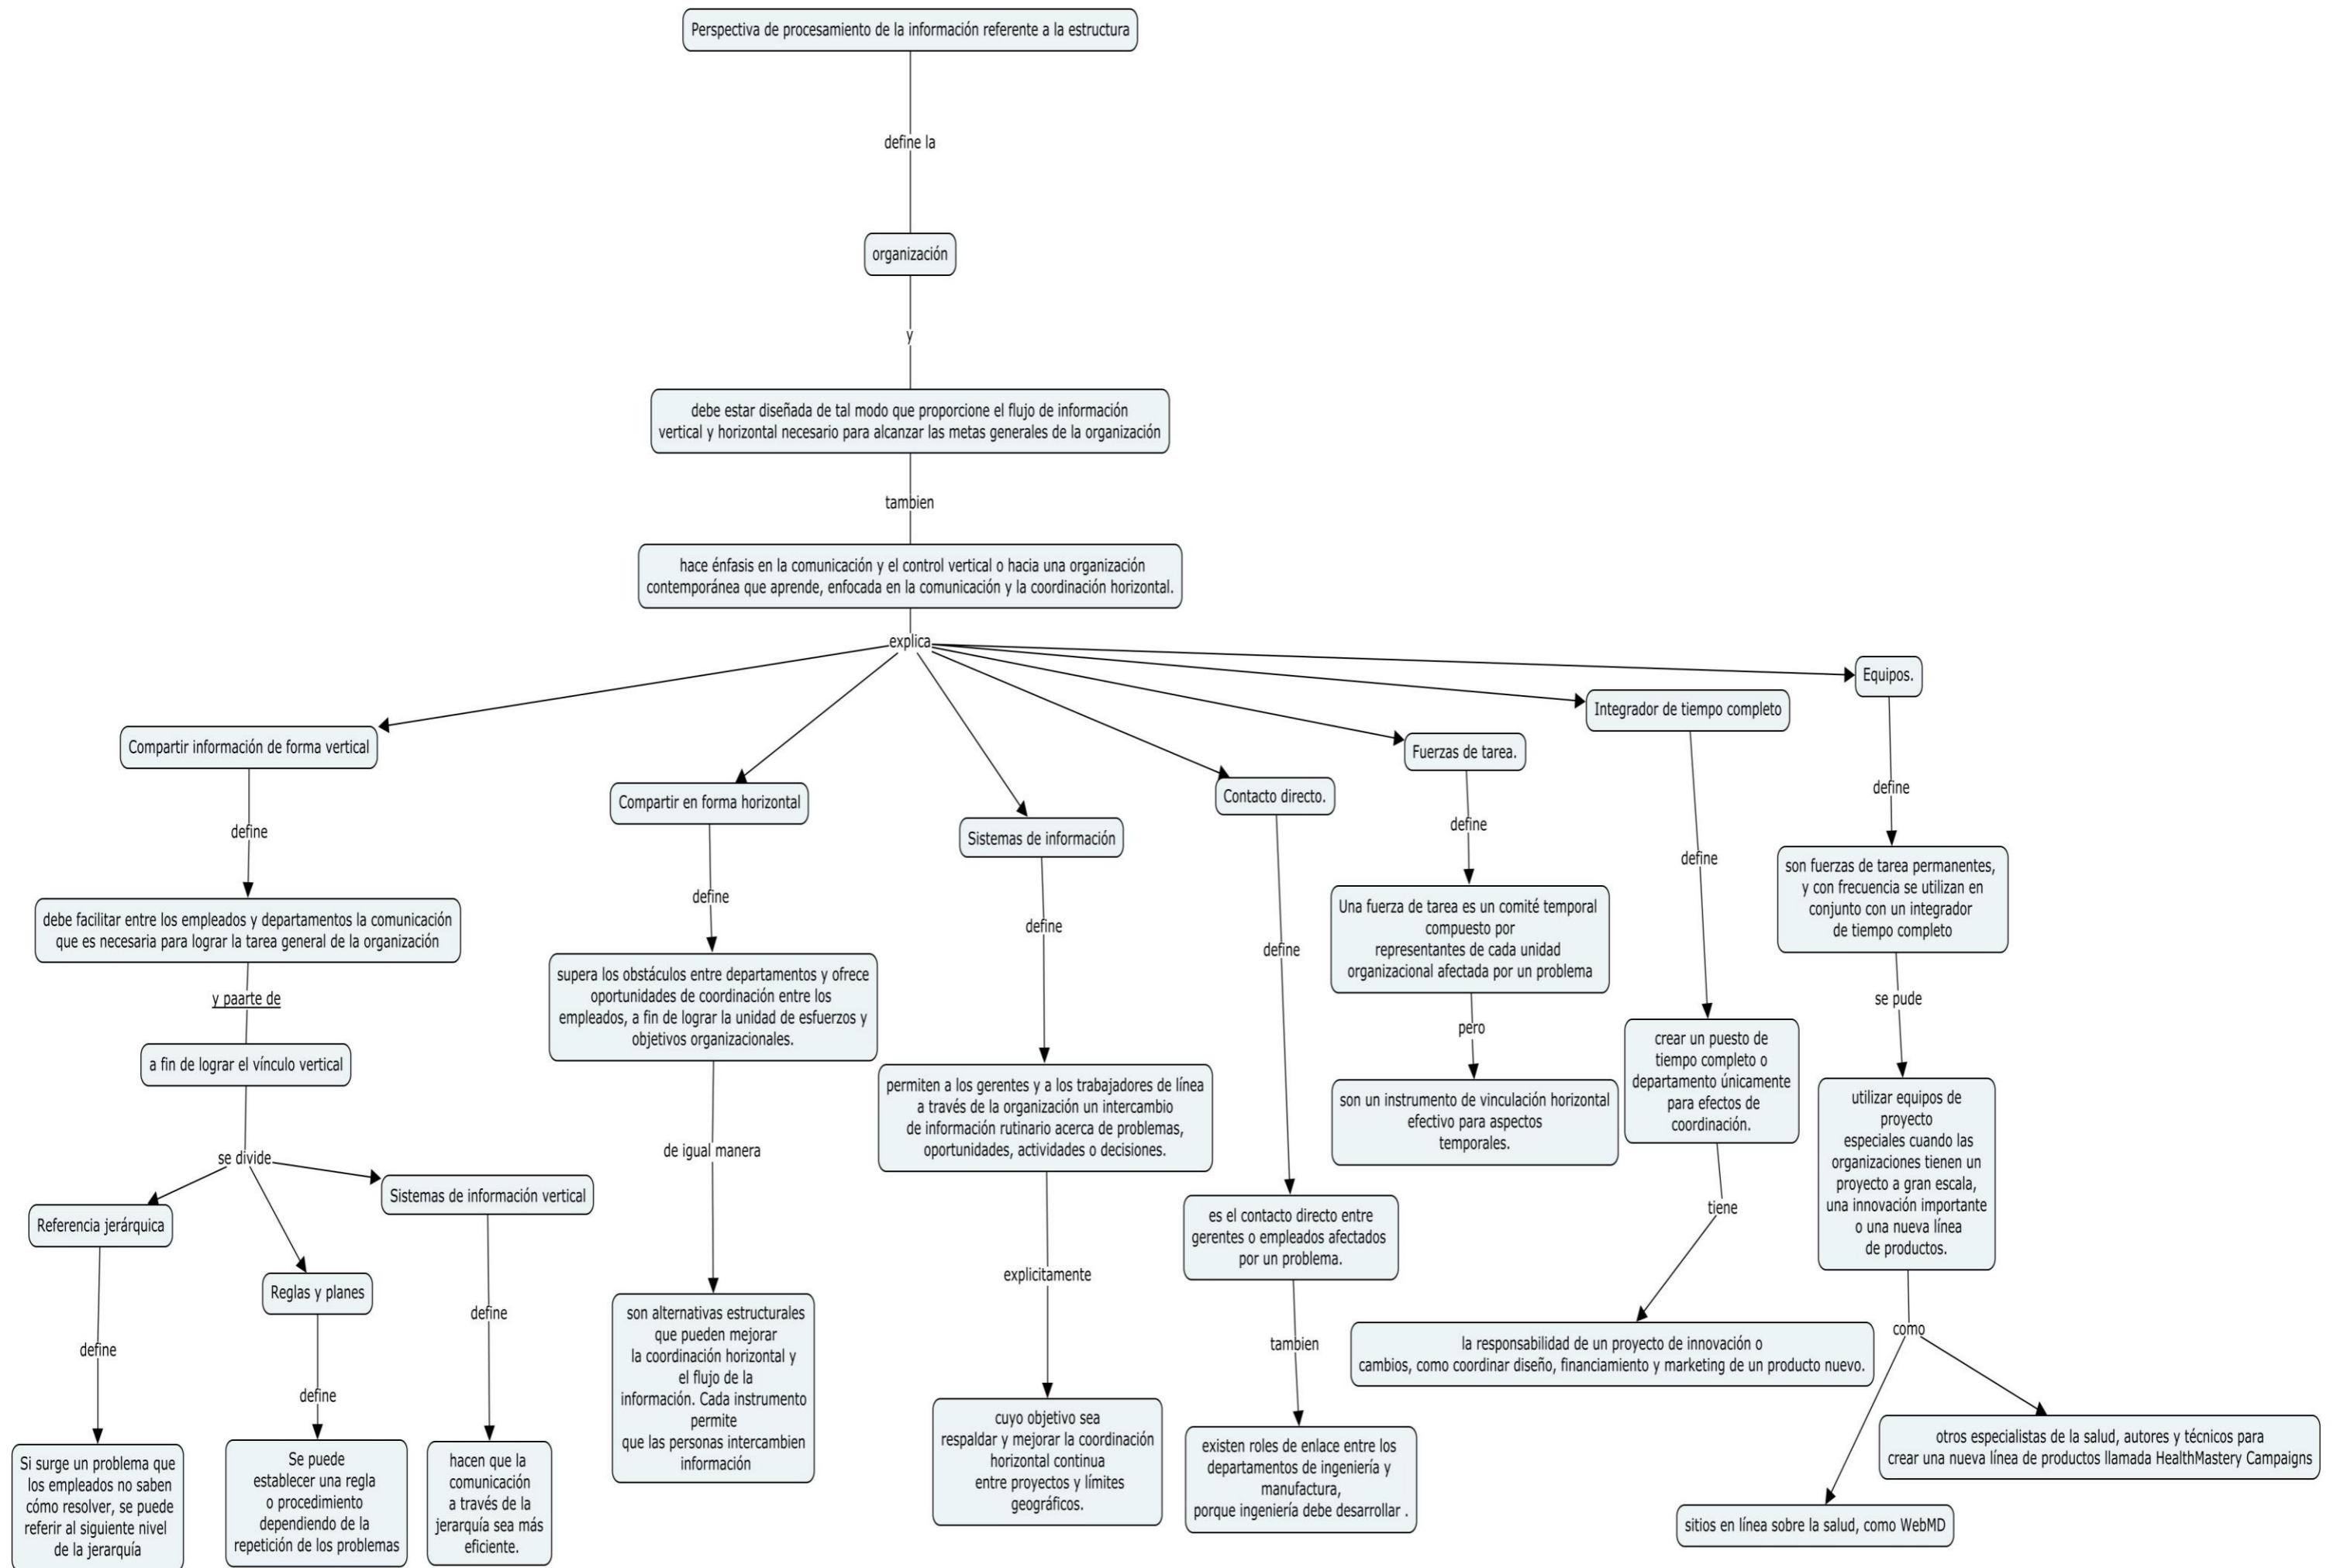 Perspectiva de procesamiento de la información referente a la estructura
define la
organización
y
debe estar diseñada de tal modo que proporcione el flujo de información
vertical y horizontal necesario para alcanzar las metas generales de la organización
tambien
hace énfasis en la comunicación y el control vertical o hacia una organización
contemporánea que aprende, enfocada en la comunicación y la coordinación horizontal.
explica
Compartir información de forma vertical
define
debe facilitar entre los empleados y departamentos la comunicación
que es necesaria para lograr la tarea general de la organización
y paarte de
a fin de lograr el vínculo vertical
se divide
Referencia jerárquica
define
Si surge un problema que
los empleados no saben
cómo resolver, se puede
referir al siguiente nivel
de la jerarquía
Reglas y planes
define
Se puede
establecer una regla
o procedimiento
dependiendo de la
repetición de los problemas
Sistemas de información vertical
define
hacen que la
comunicación
a través de la
jerarquía sea más
eficiente.
Compartir en forma horizontal
define
supera los obstáculos entre departamentos y ofrece
oportunidades de coordinación entre los
empleados, a fin de lograr la unidad de esfuerzos y
objetivos organizacionales.
de igual manera
son alternativas estructurales
que pueden mejorar
la coordinación horizontal y
el flujo de la
información. Cada instrumento
permite
que las personas intercambien
información
Sistemas de información
define
permiten a los gerentes y a los trabajadores de línea
a través de la organización un intercambio
de información rutinario acerca de problemas,
oportunidades, actividades o decisiones.
explicitamente
cuyo objetivo sea
respaldar y mejorar la coordinación
horizontal continua
entre proyectos y límites
geográficos.
Contacto directo.
define
es el contacto directo entre
gerentes o empleados afectados
por un problema.
tambien
existen roles de enlace entre los
departamentos de ingeniería y
manufactura,
porque ingeniería debe desarrollar .
Fuerzas de tarea.
define
Una fuerza de tarea es un comité temporal
compuesto por
representantes de cada unidad
organizacional afectada por un problema
pero
son un instrumento de vinculación horizontal
efectivo para aspectos
temporales.
Integrador de tiempo completo
define
crear un puesto de
tiempo completo o
departamento únicamente
para efectos de
coordinación.
tiene
la responsabilidad de un proyecto de innovación o
cambios, como coordinar diseño, financiamiento y marketing de un producto nuevo.
Equipos.
define
son fuerzas de tarea permanentes,
y con frecuencia se utilizan en
conjunto con un integrador
de tiempo completo
se pude
utilizar equipos de
proyecto
especiales cuando las
organizaciones tienen un
proyecto a gran escala,
una innovación importante
o una nueva línea
de productos.
como
otros especialistas de la salud, autores y técnicos para
crear una nueva línea de productos llamada HealthMastery Campaigns
sitios en línea sobre la salud, como WebMD